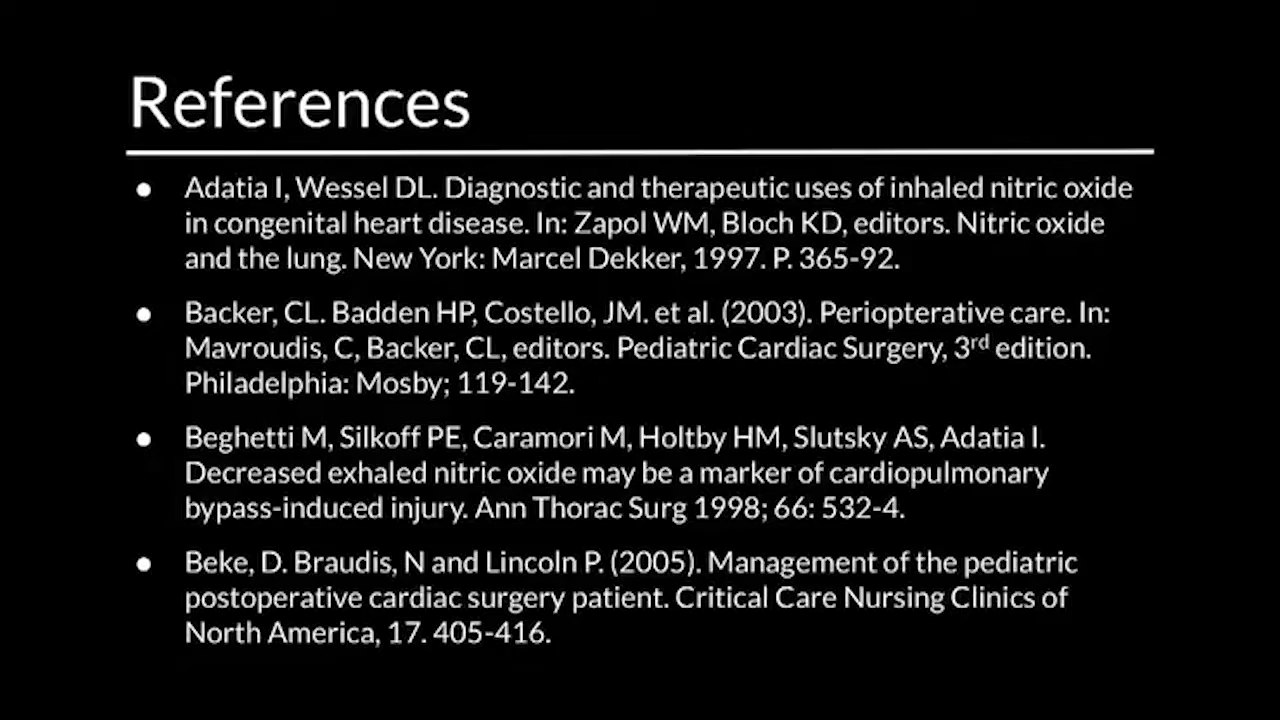 References
● Adatia I, Wessel DL. Diagnostic and therapeutic uses of inhaled nitric oxide
in congenital heart disease. In: Zapol WM, Bloch KD, editors. Nitric oxide
and the lung. New York: Marcel Dekker, 1997. P. 365-92.
● Backer, CL. Badden HP, Costello, JM. et al. (2003). Periopterative care. In:
Mavroudis, C, Backer, CL, editors. Pediatric Cardiac Surgery, 3rd edition.
Philadelphia: Mosby; 119-142.
● Beghetti M, Silkoff PE, Caramori M, Holtby HM, Slutsky AS, Adatia I.
Decreased exhaled nitric oxide may be a marker of cardiopulmonary
bypass-induced injury. Ann Thorac Surg 1998; 66: 532-4.
● Beke, D. Braudis, N and Lincoln P. (2005). Management of the pediatric
postoperative cardiac surgery patient. Critical Care Nursing Clinics of
North America, 17. 405-416.